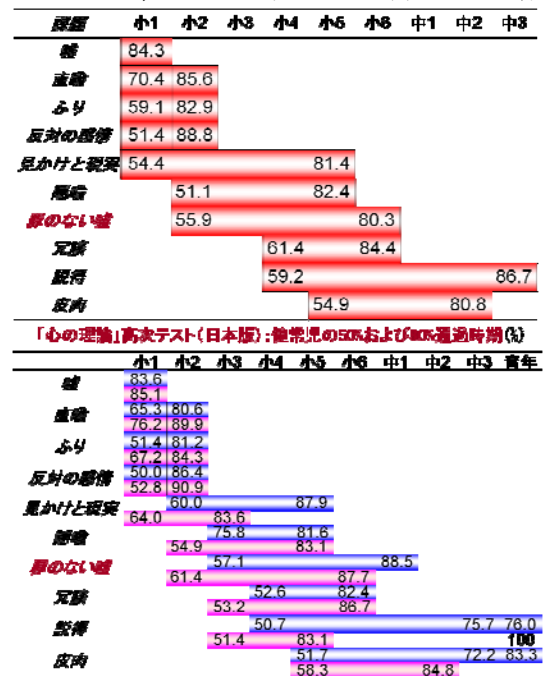 課題 小1 小2 小3 小4 小5 小6 中1 中2 中3
嘘 84.3
直喩 70.4 85.6
ふり 59.1 82.9
反対の感情 51.4 88.8
見かけと現実 54.4 81.4
隠喩 51.1 82.4
罪のない嘘 55.9 80.3
冗談 61.4 84.4
説得 59.2 86.7
皮肉 54.9 80.8
「心の理論」高次テスト(日本版):健常児の50%および80%通過時期(%)
小1 小2 小3 小4 小5 小6 中1 中2 中3 青年
嘘 83.6
85.1
直喩 65.3 80.6
76.2 89.9
ふり 51.4 81.2
67.2 84.3
反対の感情 50.0 86.4
52.8 90.9
見かけと現実 60.0 87.9
64.0 83.6
隠喩 75.8 81.6
54.9 83.1
罪のない嘘 57.1 88.5
61.4 87.7
冗談 52.6 82.4
53.2 86.7
説得 50.7 75.7 76.0
51.4 83.1 100
皮肉 51.7 72.2 83.3
58.3 84.8